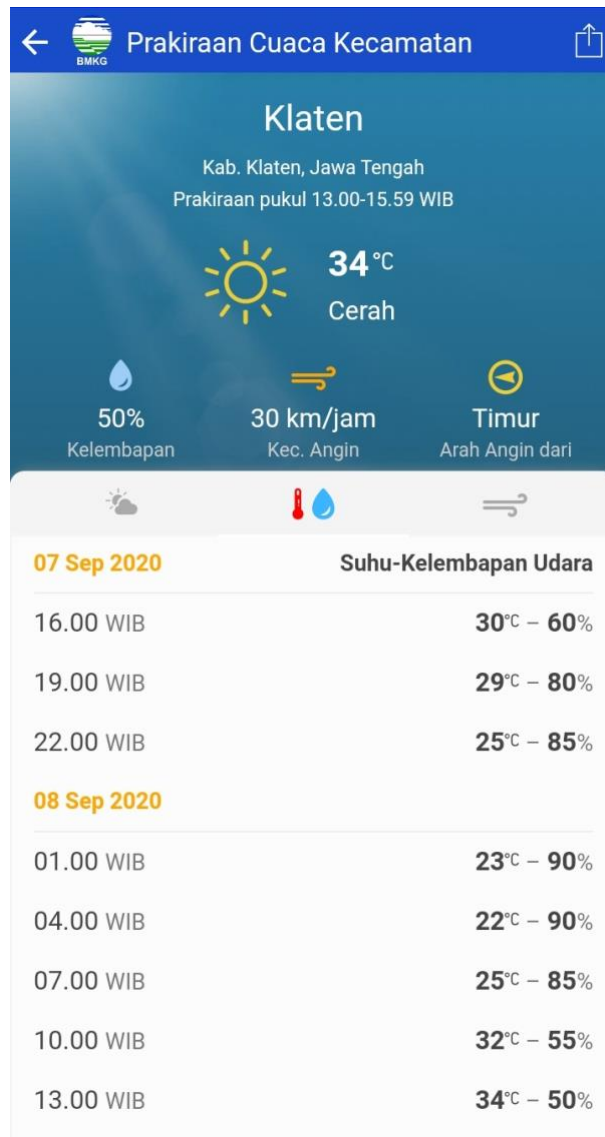 Prakiraan Cuaca Kecamatan
BMKG
Klaten
Kab. Klaten, Jawa Tengah
Prakiraan pukul 13.00-15.59 WIB
34 °C
Cerah
50% 30 km/jam Timur
Kelembapan Kec. Angin Arah Angin dari
07 Sep 2020 Suhu-Kelembapan Udara
16.00 WIB 30°C – 60%
19.00 WIB 29°C – 80%
22.00 WIB 25°C – 85%
08 Sep 2020
01.00 WIB 23°C – 90%
04.00 WIB 22°C – 90%
07.00 WIB 25°C – 85%
10.00 WIB 32°C – 55%
13.00 WIB 34°C – 50%